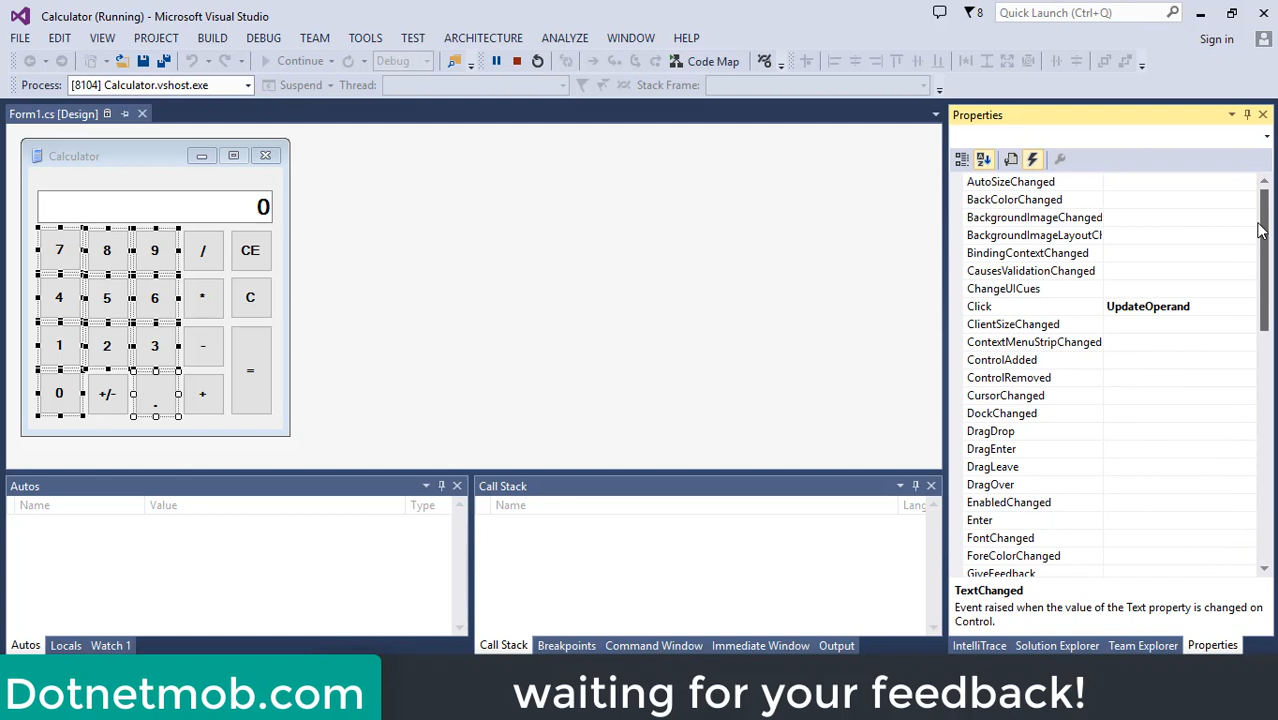 Calculator (Running) - Microsoft Visual Studio
8
Quick Launch (Ctrl+Q)
FILE EDIT VIEW PROJECT BUILD DEBUG TEAM TOOLS TEST ARCHITECTURE ANALYZE WINDOW HELP
Sign in
Continue
Debug
Code Map
Process: [8104] Calculator.vshost.exe
Suspend
Thread:
Stack Frame:
Form1.cs [Design]
Calculator
0
7 8 9 / CE
4 5 6 * C
1 2 3 - =
0 +/- . +
Properties
AutoSizeChanged
BackColorChanged
BackgroundImageChanged
BackgroundImageLayoutCh
BindingContextChanged
CausesValidationChanged
ChangeUICues
Click UpdateOperand
ClientSizeChanged
ContextMenuStripChanged
ControlAdded
ControlRemoved
CursorChanged
DockChanged
DragDrop
DragEnter
DragLeave
DragOver
EnabledChanged
Enter
FontChanged
ForeColorChanged
GiveFeedback
TextChanged
Event raised when the value of the Text property is changed on
Control.
IntelliTrace Solution Explorer Team Explorer Properties
Autos
Name Value Type
Autos Locals Watch 1
Call Stack
Name Lang
Call Stack Breakpoints Command Window Immediate Window Output
Dotnetmob.com
waiting for your feedback!